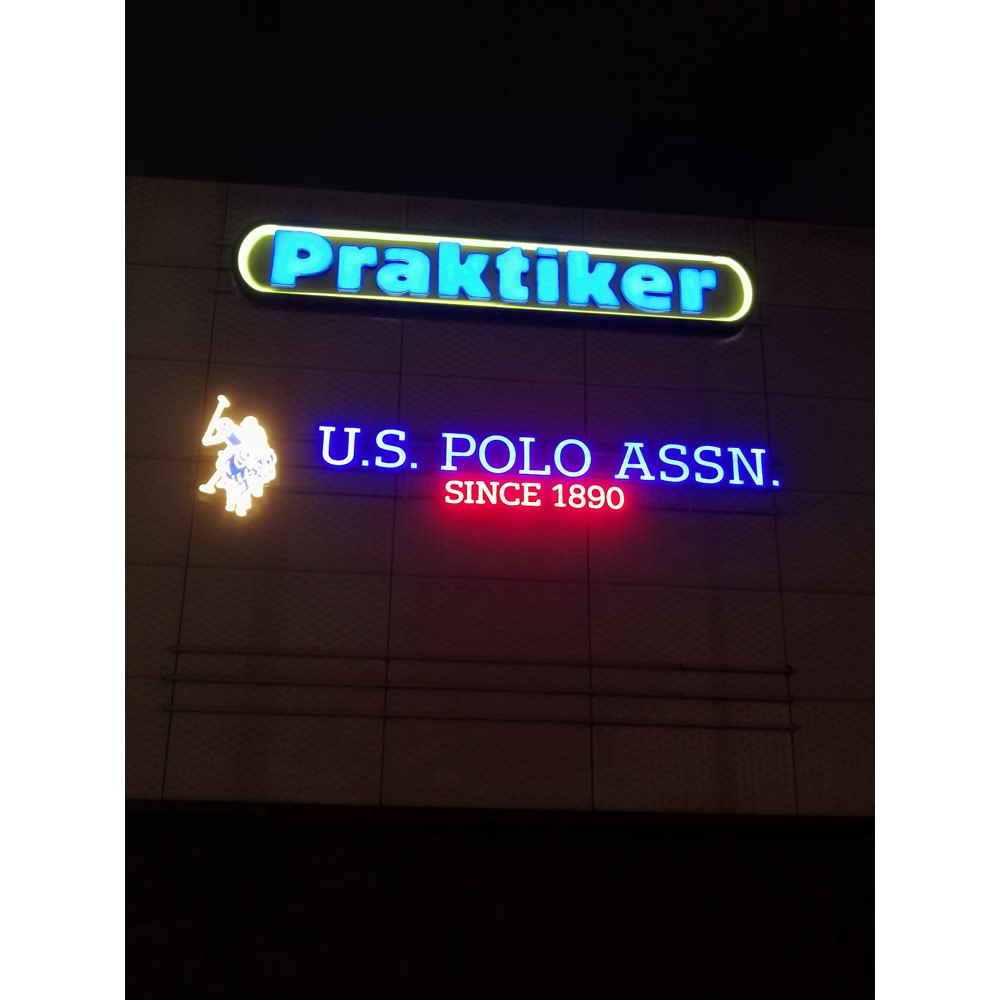 Praktiker
U.S. POLO ASSN.
SINCE 1890